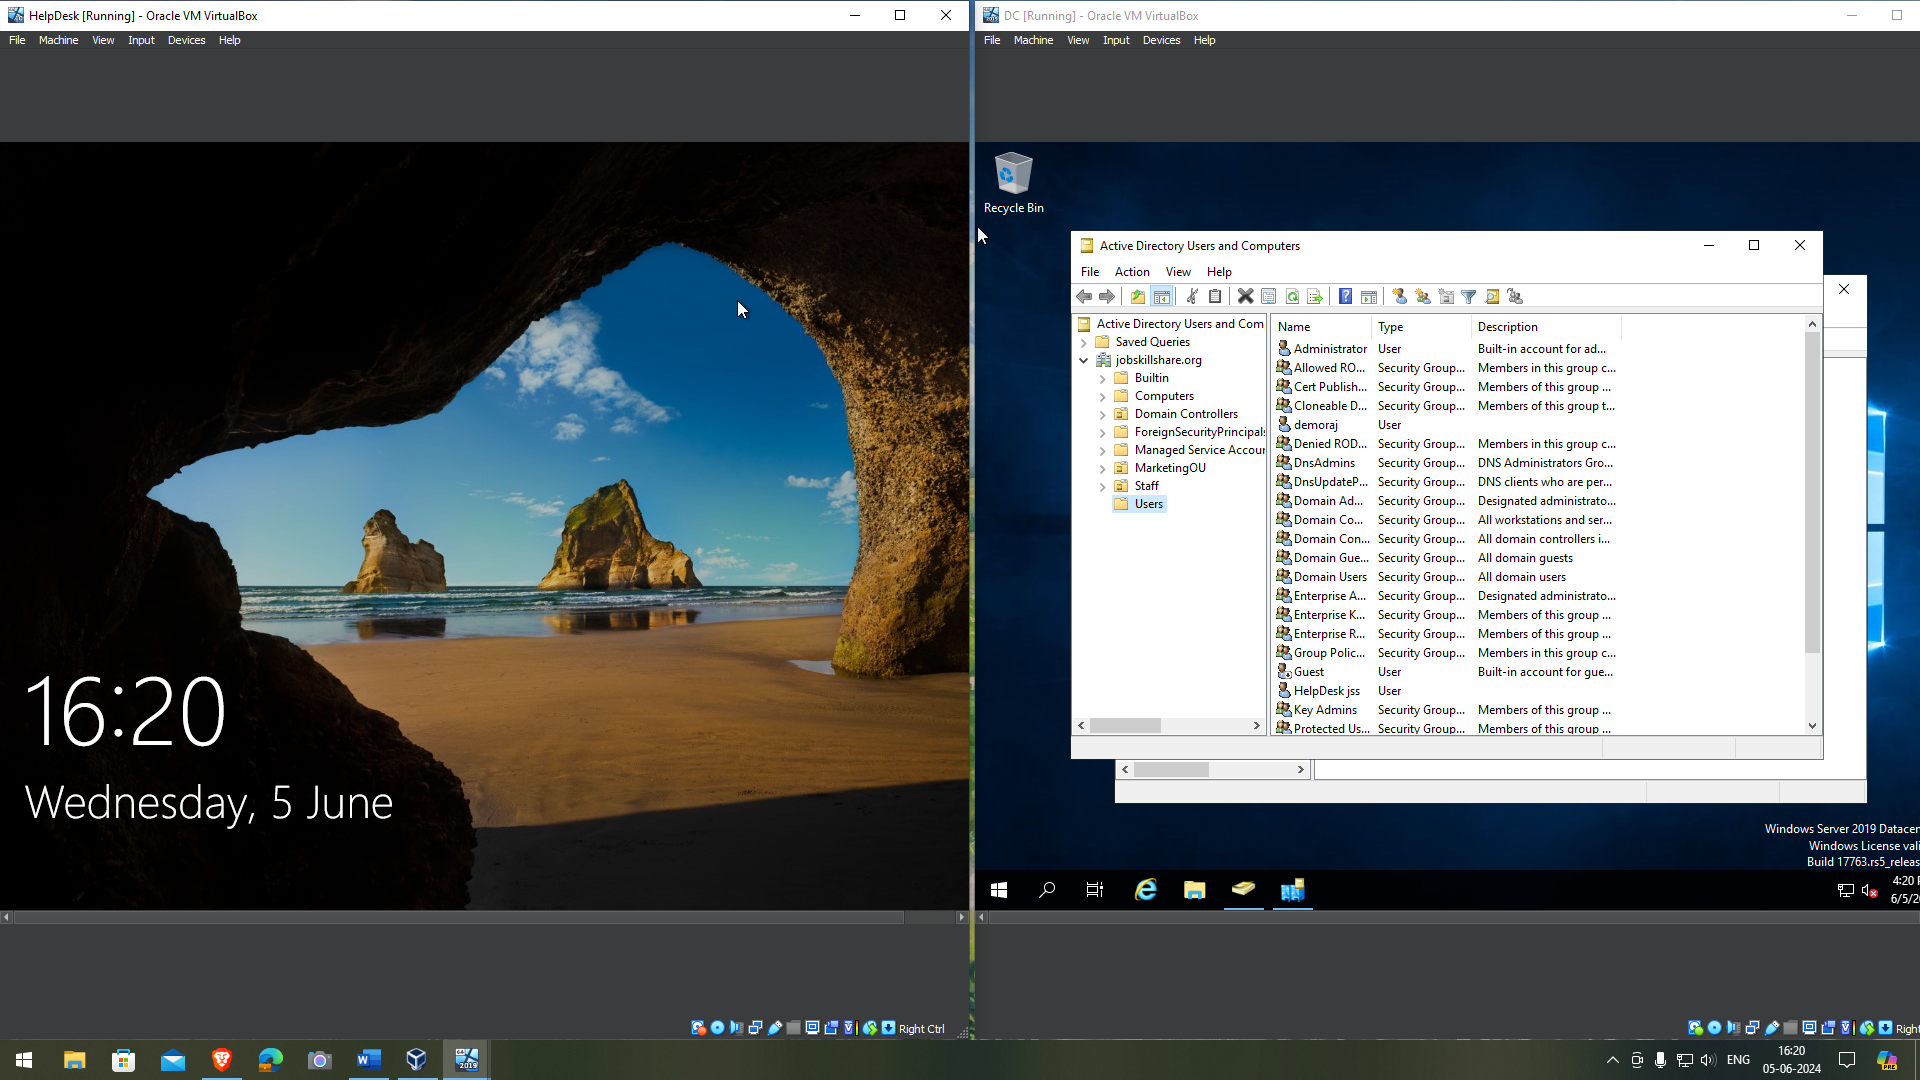 HelpDesk [Running] - Oracle VM VirtualBox
File Machine View Input Devices Help
16:20
Wednesday, 5 June
Right Ctrl
DC [Running] - Oracle VM VirtualBox
File Machine View Input Devices Help
Recycle Bin
Active Directory Users and Computers
File Action View Help
Active Directory Users and Com
Saved Queries
jobskillshare.org
Builtin
Computers
Domain Controllers
ForeignSecurityPrincipals
Managed Service Accour
MarketingOU
Staff
Users
Name Type Description
Administrator User Built-in account for ad...
Allowed RO... Security Group... Members in this group c...
Cert Publish... Security Group... Members of this group ...
Cloneable D... Security Group... Members of this group t...
demoraj User
Denied ROD... Security Group... Members in this group c...
DnsAdmins Security Group... DNS Administrators Gro...
DnsUpdateP... Security Group... DNS clients who are per...
Domain Ad... Security Group... Designated administrato...
Domain Co... Security Group... All workstations and ser...
Domain Con... Security Group... All domain controllers i...
Domain Gue... Security Group... All domain guests
Domain Users Security Group... All domain users
Enterprise A... Security Group... Designated administrato...
Enterprise K... Security Group... Members of this group ...
Enterprise R... Security Group... Members of this group ...
Group Polic... Security Group... Members in this group c...
Guest User Built-in account for gue...
HelpDesk jss User
Key Admins Security Group... Members of this group ...
Protected Us... Security Group... Members of this group ...
Windows Server 2019 Datacen
Windows License vali
Build 17763.rs5_releas
4:20 P
6/5/20
Right
ENG
16:20
05-06-2024